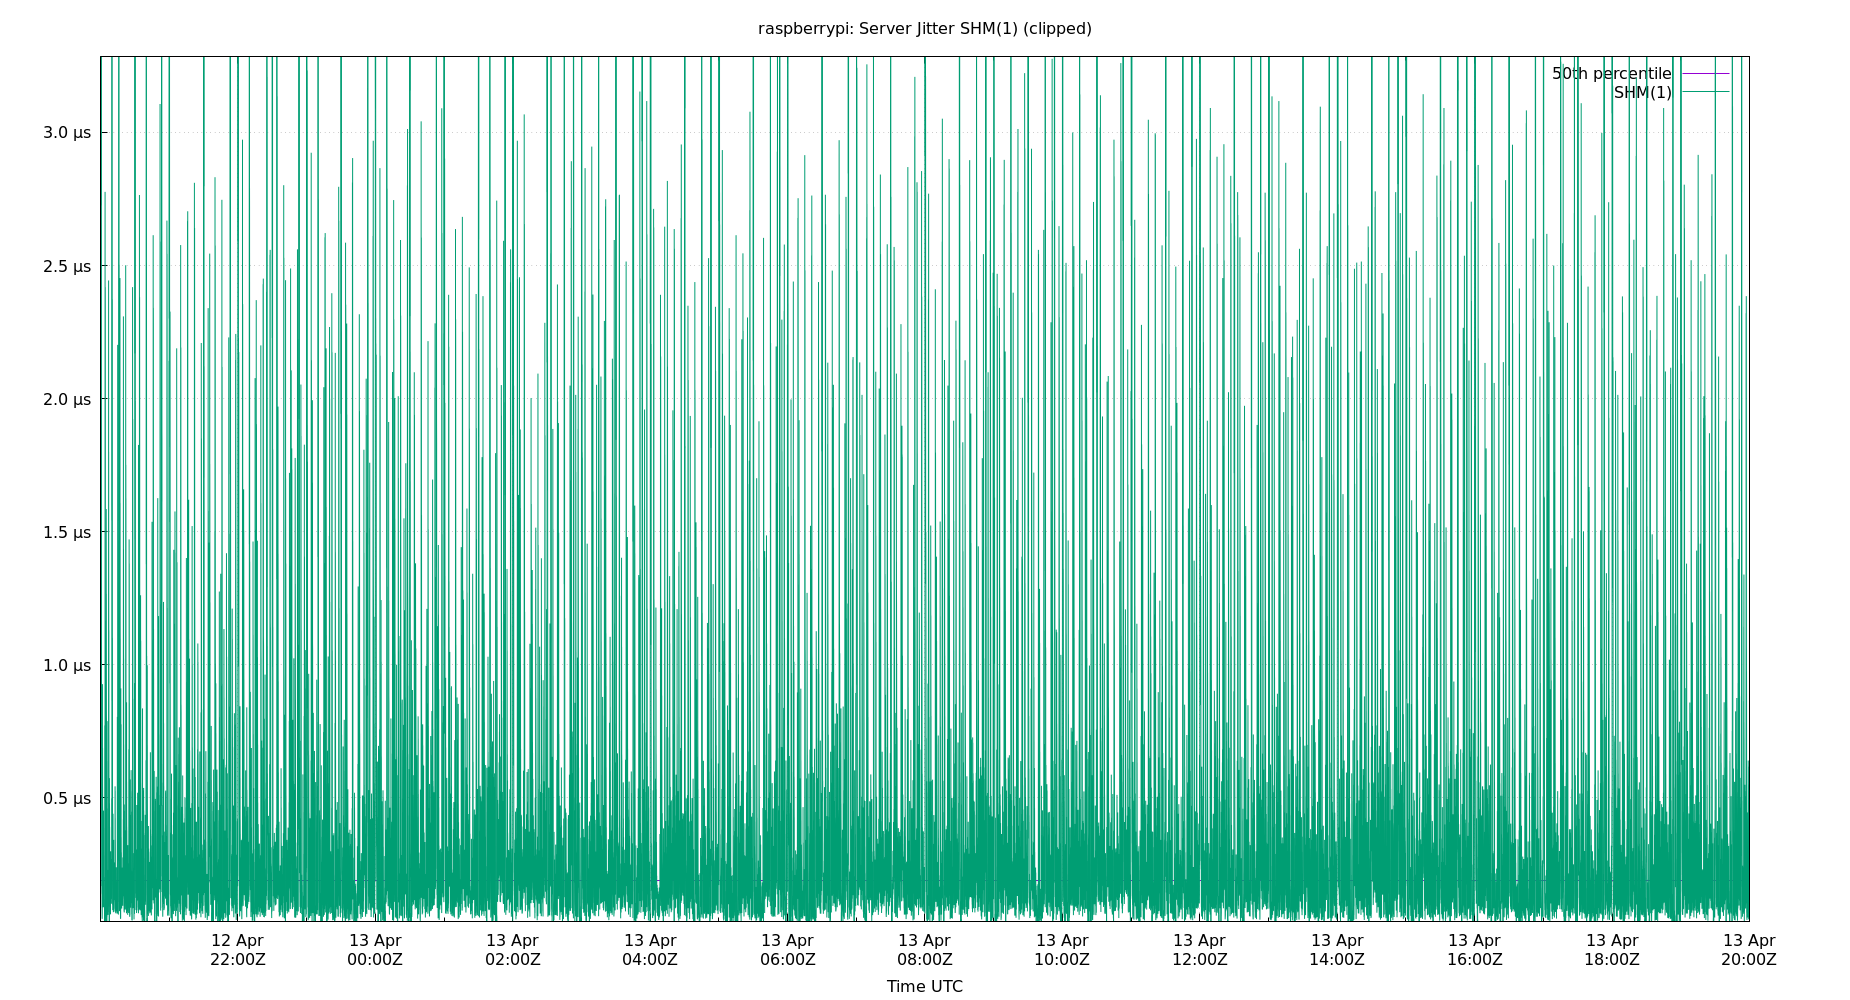 raspberrypi: Server Jitter SHM(1) (clipped)
50th percentile
SHM(1)
3.0 µs
2.5 µs
2.0 µs
1.5 µs
1.0 µs
0.5 µs
12 Apr 13 Apr 13 Apr 13 Apr 13 Apr 13 Apr 13 Apr 13 Apr 13 Apr 13 Apr 13 Apr 13 Apr
22:00Z 00:00Z 02:00Z 04:00Z 06:00Z 08:00Z 10:00Z 12:00Z 14:00Z 16:00Z 18:00Z 20:00Z
Time UTC